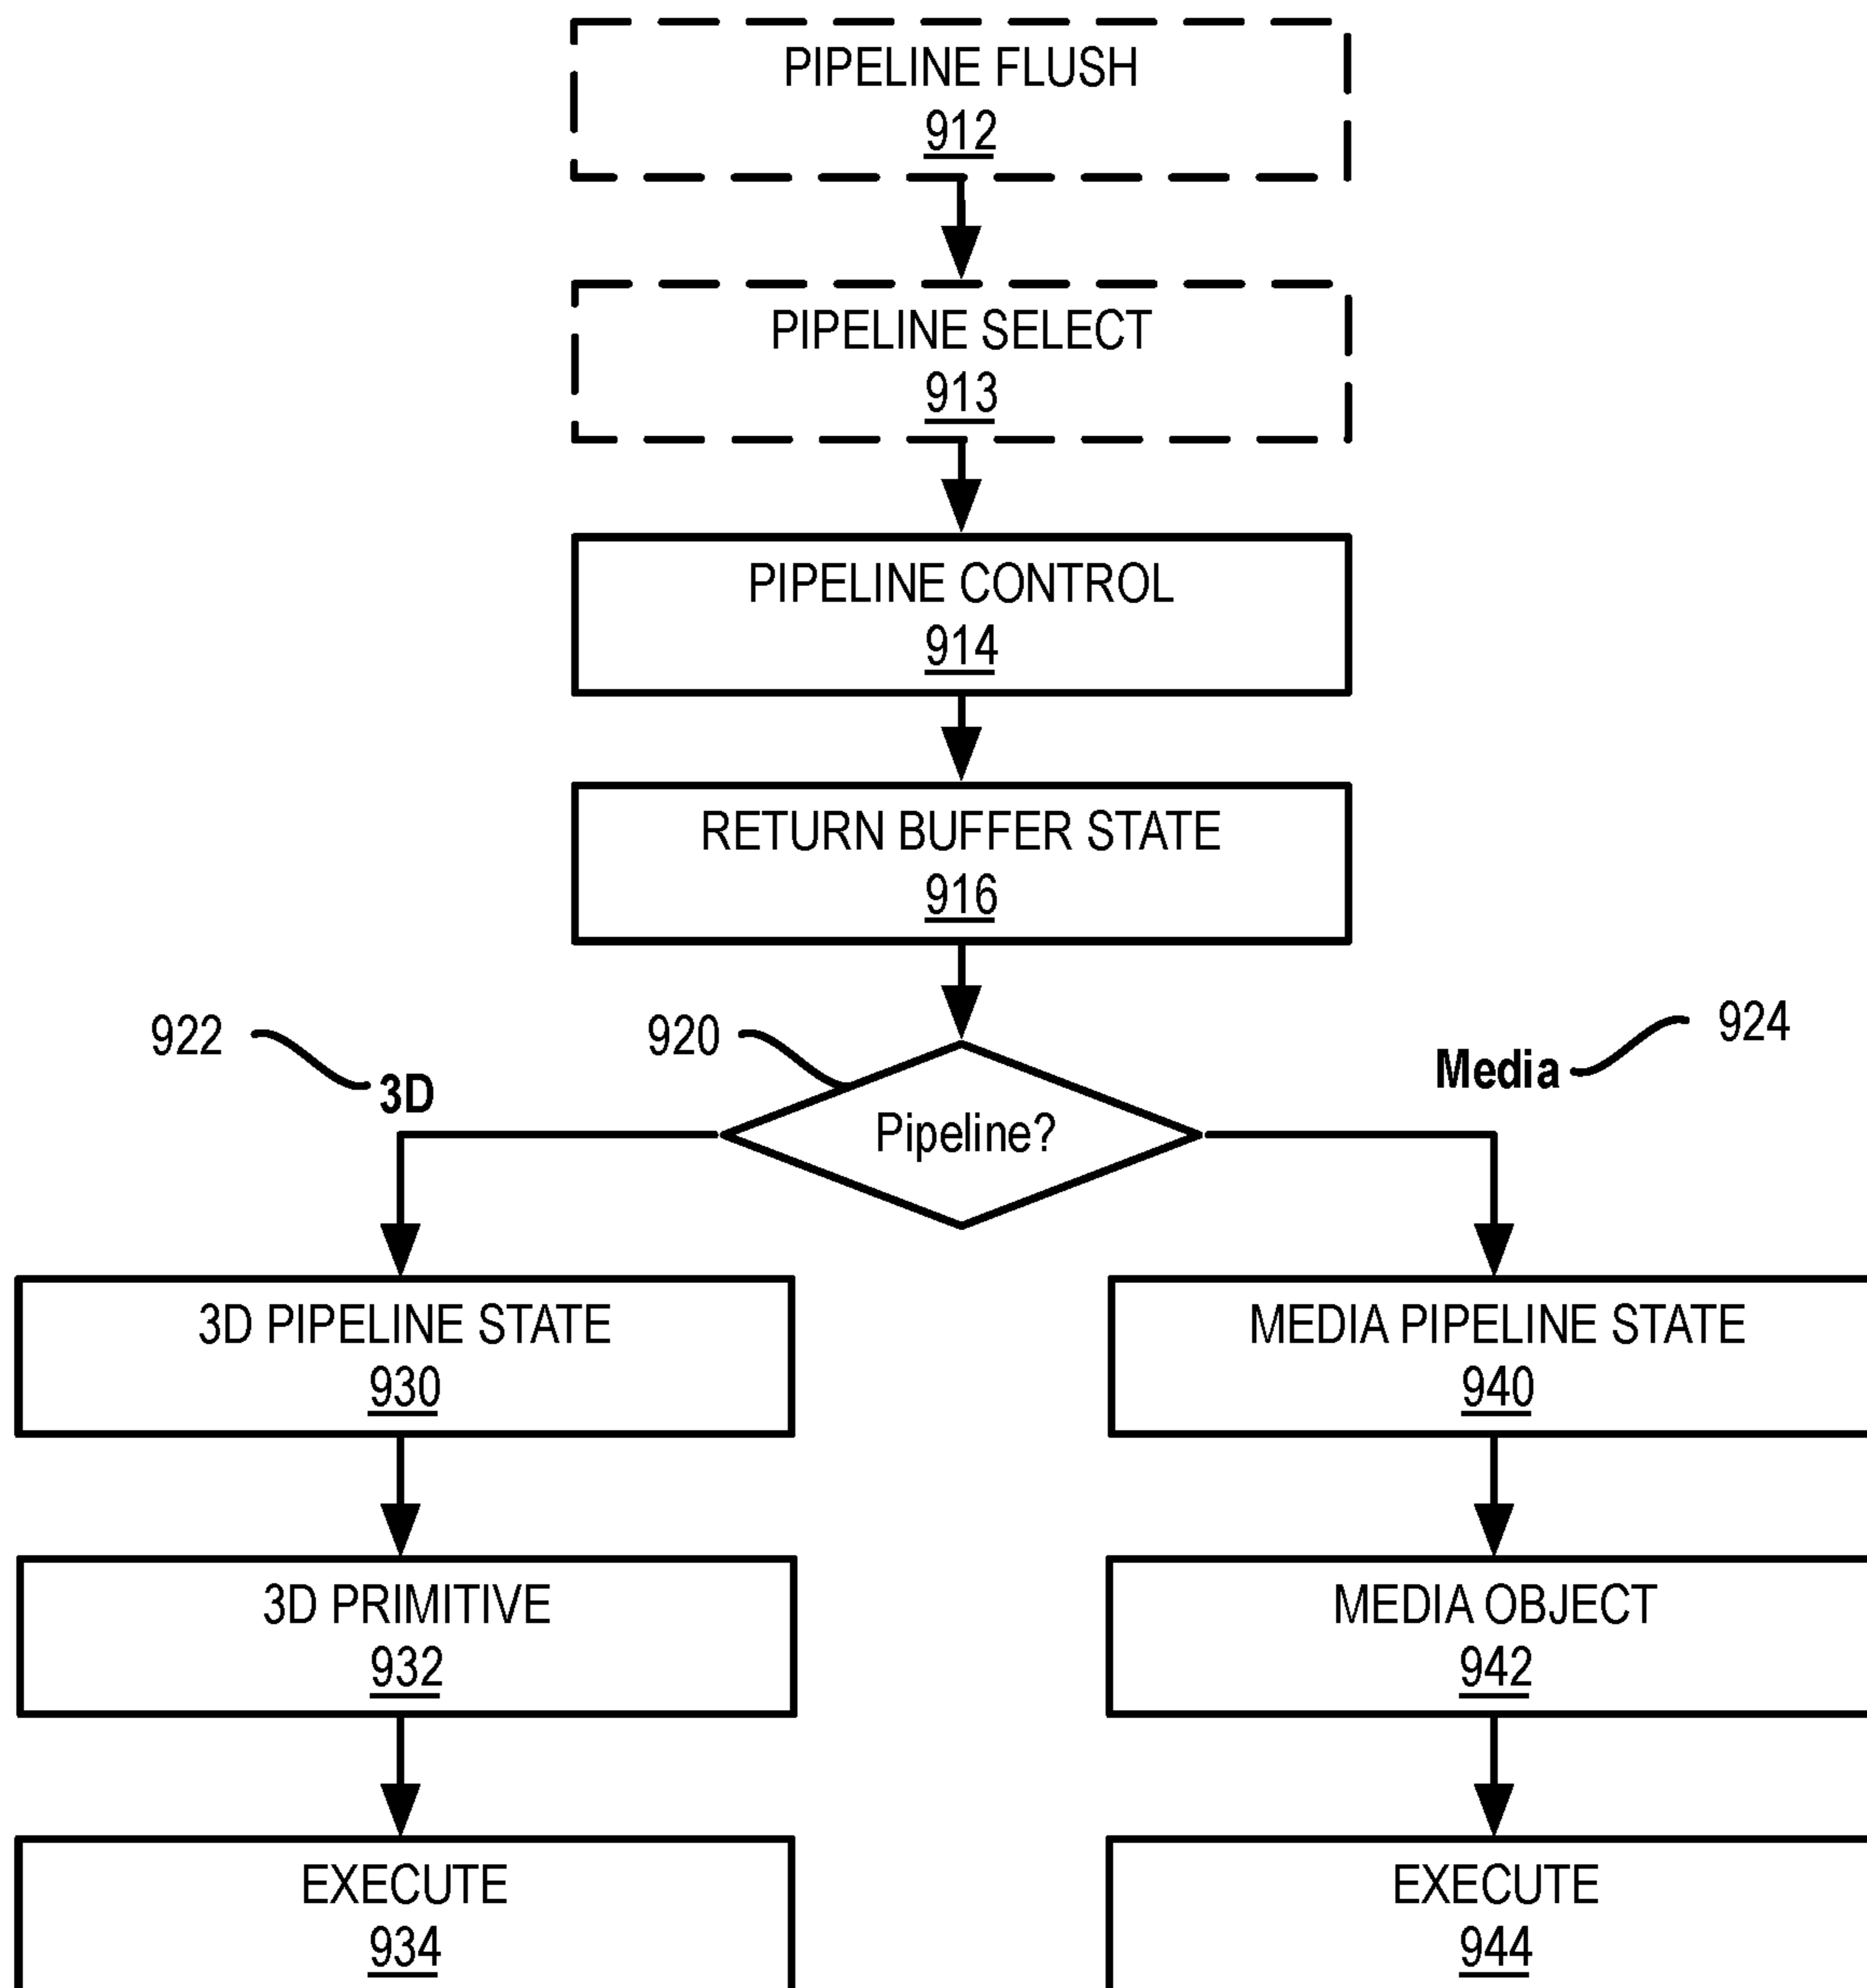 PIPELINE FLUSH
912
PIPELINE SELECT
913
PIPELINE CONTROL
914
RETURN BUFFER STATE
916
922
920
924
3D
Media
Pipeline?
3D PIPELINE STATE
930
MEDIA PIPELINE STATE
940
3D PRIMITIVE
932
MEDIA OBJECT
942
EXECUTE
934
EXECUTE
944